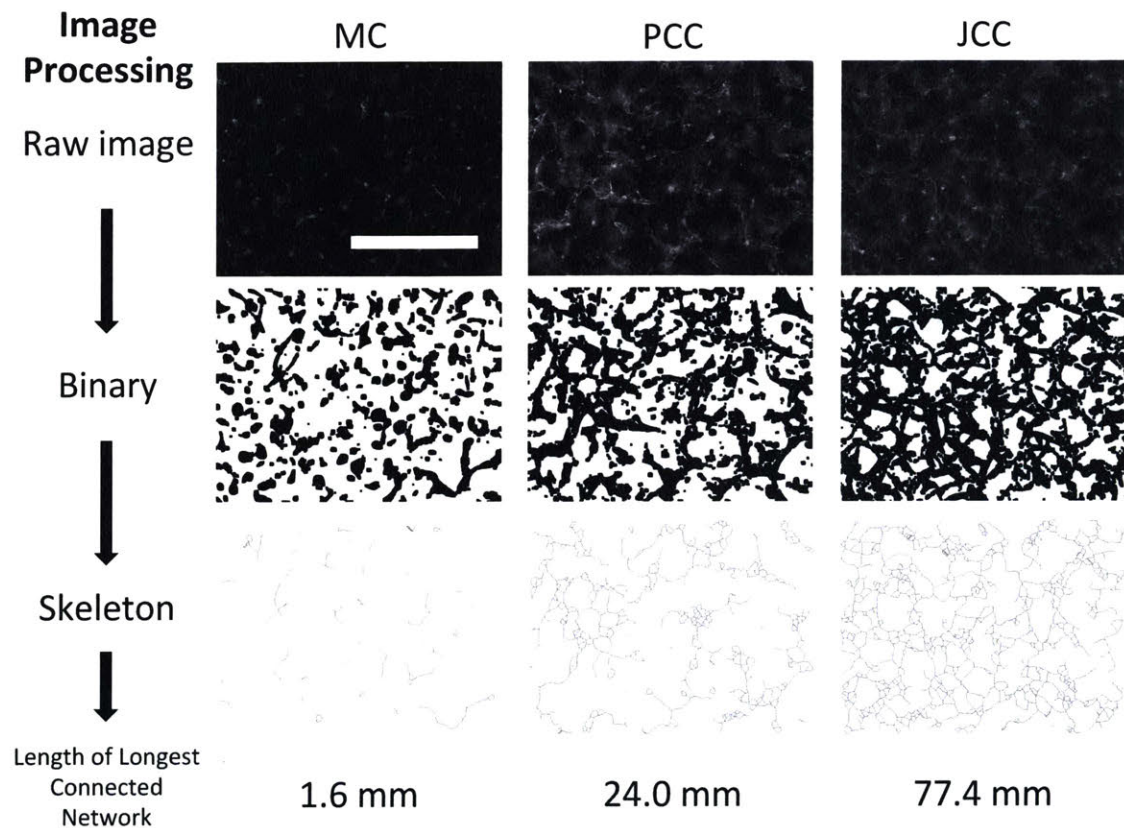 Image
Processing
MC
PCC
JCC
Raw image
Binary
Skeleton
Length of Longest
Connected
Network
1.6 mm
24.0 mm
77.4 mm